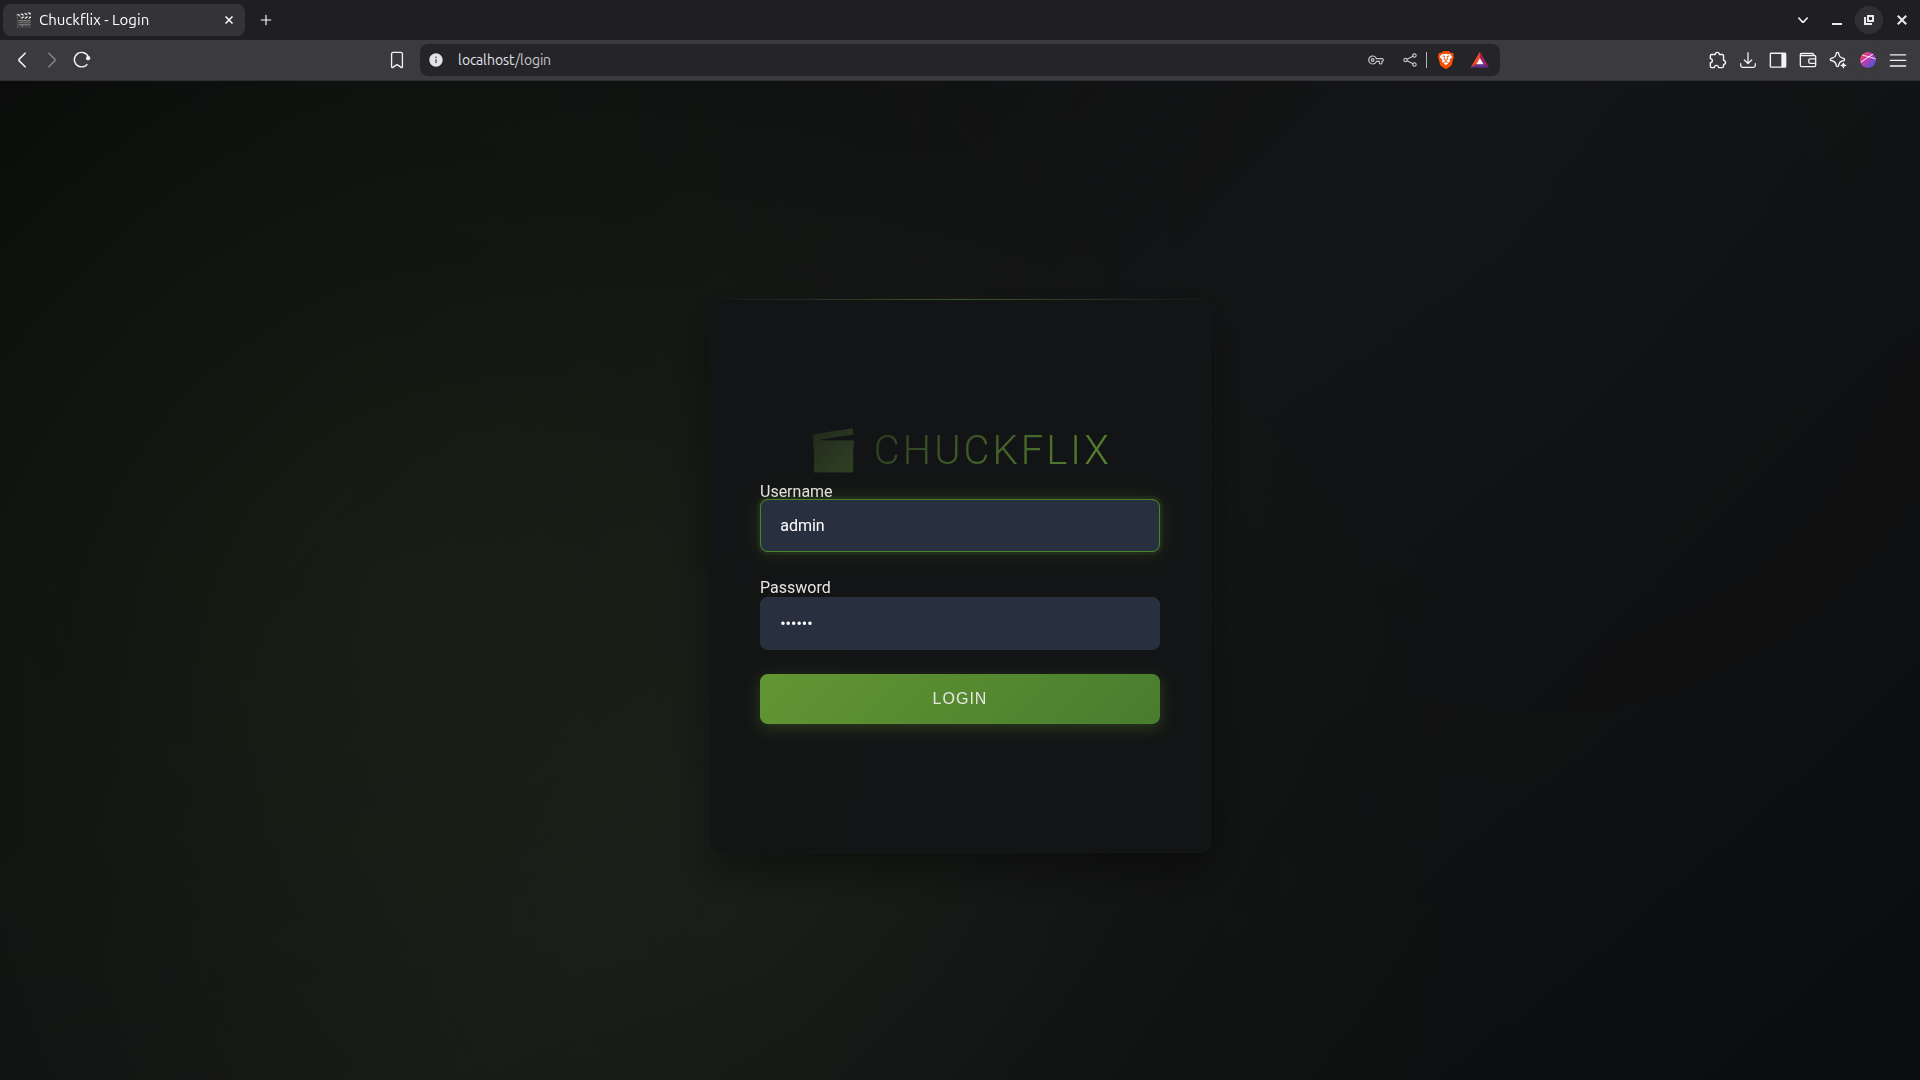 Chuckflix - Login
localhost/login
CHUCKFLIX
Username
admin
Password
••••••
LOGIN